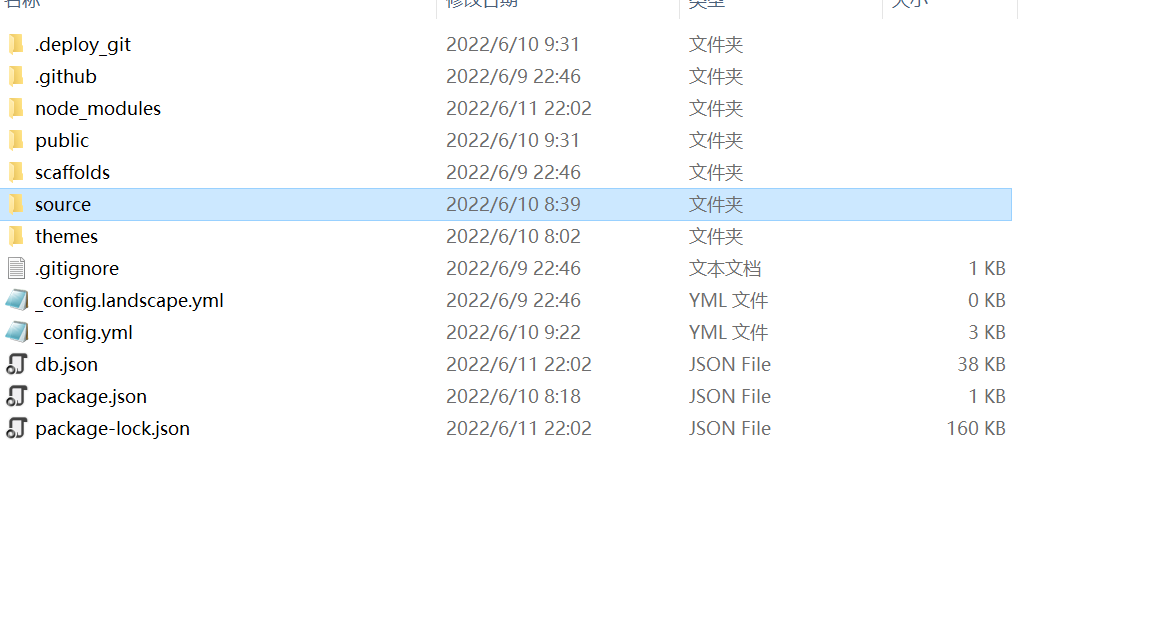 名称 修改日期 类型 大小
.deploy_git 2022/6/10 9:31 文件夹
.github 2022/6/9 22:46 文件夹
node_modules 2022/6/11 22:02 文件夹
public 2022/6/10 9:31 文件夹
scaffolds 2022/6/9 22:46 文件夹
source 2022/6/10 8:39 文件夹
themes 2022/6/10 8:02 文件夹
.gitignore 2022/6/9 22:46 文本文档 1 KB
_config.landscape.yml 2022/6/9 22:46 YML 文件 0 KB
_config.yml 2022/6/10 9:22 YML 文件 3 KB
db.json 2022/6/11 22:02 JSON File 38 KB
package.json 2022/6/10 8:18 JSON File 1 KB
package-lock.json 2022/6/11 22:02 JSON File 160 KB